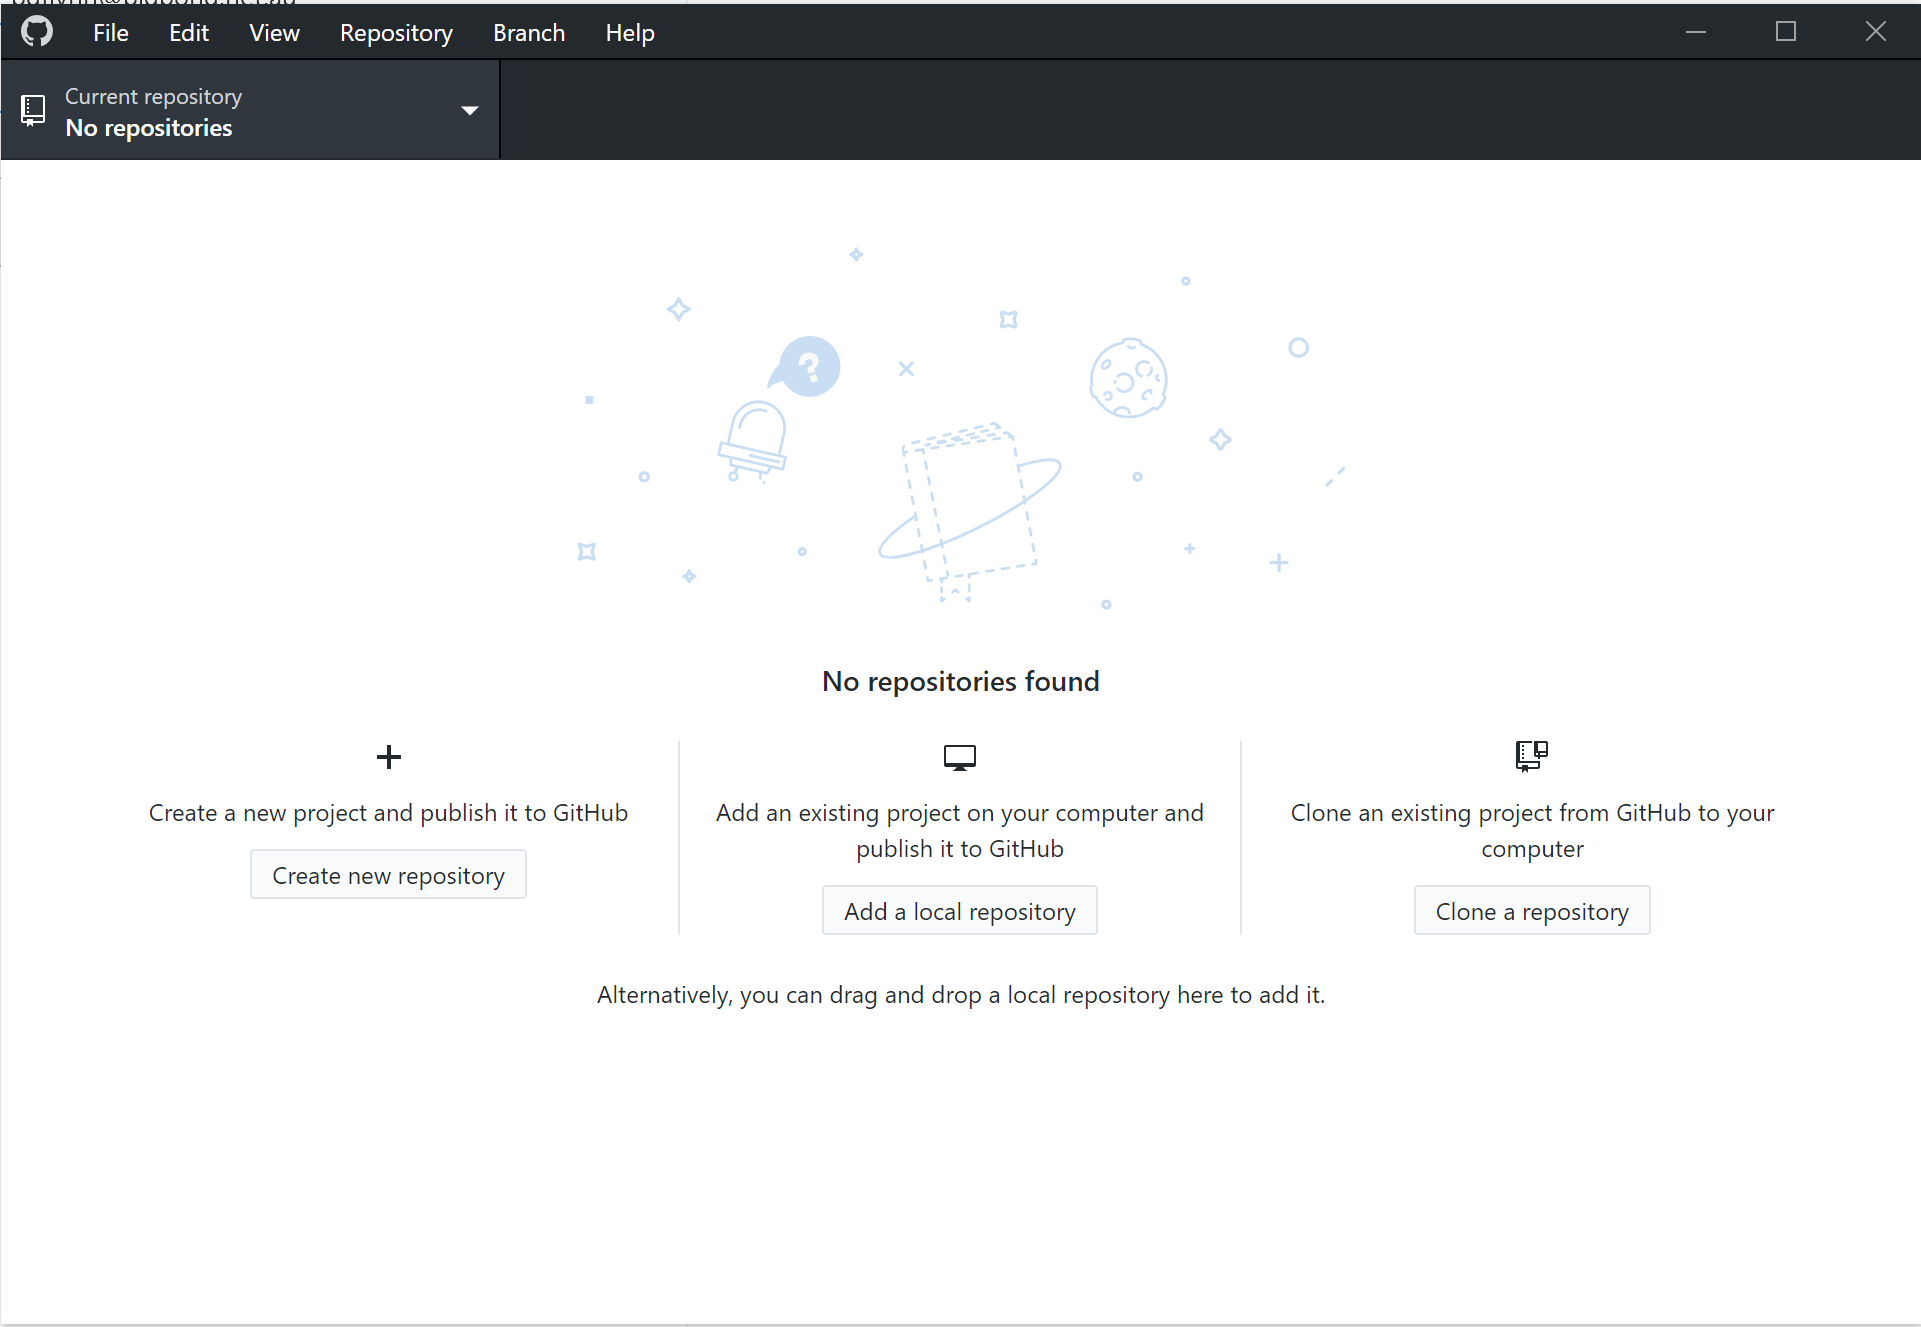 File Edit View Repository Branch Help
Current repository
No repositories
?
No repositories found
Create a new project and publish it to GitHub
Create new repository
Add an existing project on your computer and
publish it to GitHub
Add a local repository
Clone an existing project from GitHub to your
computer
Clone a repository
Alternatively, you can drag and drop a local repository here to add it.